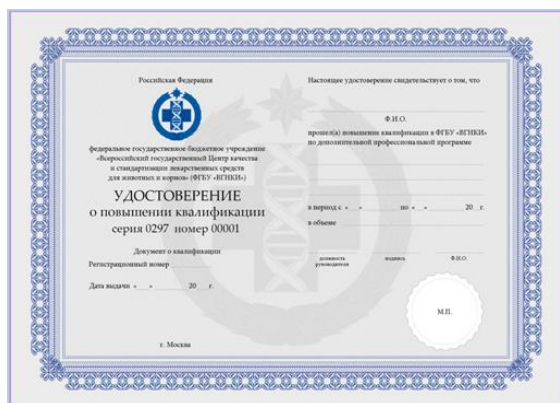 Российская Федерация
федеральное государственное бюджетное учреждение
«Всероссийский государственный Центр качества
и стандартизации лекарственных средств
для животных и кормов» (ФГБУ «ВГНКИ»)
УДОСТОВЕРЕНИЕ
о повышении квалификации
серия 0297 номер 00001
Документ о квалификации
Регистрационный номер
Дата выдачи « » 20 г.
г. Москва
Настоящее удостоверение свидетельствует о том, что
Ф.И.О.
прошел(а) повышении квалификации в ФГБУ «ВГНКИ»
по дополнительной профессиональной программе
в период с « » по « » 20 г.
в объеме
должность подпись Ф.И.О.
руководителя
М.П.